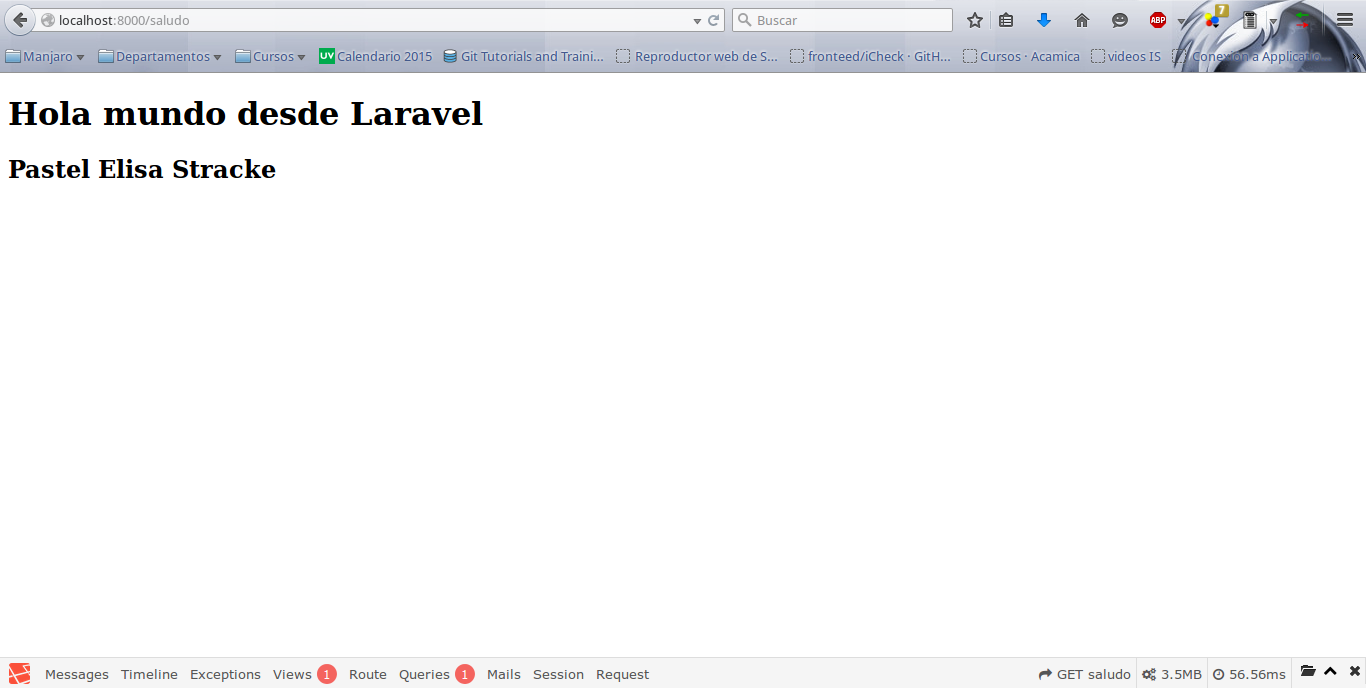 localhost:8000/saludo Buscar ABP 7
Manjaro Departamentos Cursos UV Calendario 2015 Git Tutorials and Traini... Reproductor web de S... fronteed/iCheck · GitH... Cursos · Acamica videos IS Conexion a Applicatio...
Hola mundo desde Laravel
Pastel Elisa Stracke
Messages Timeline Exceptions Views 1 Route Queries 1 Mails Session Request GET saludo 3.5MB 56.56ms